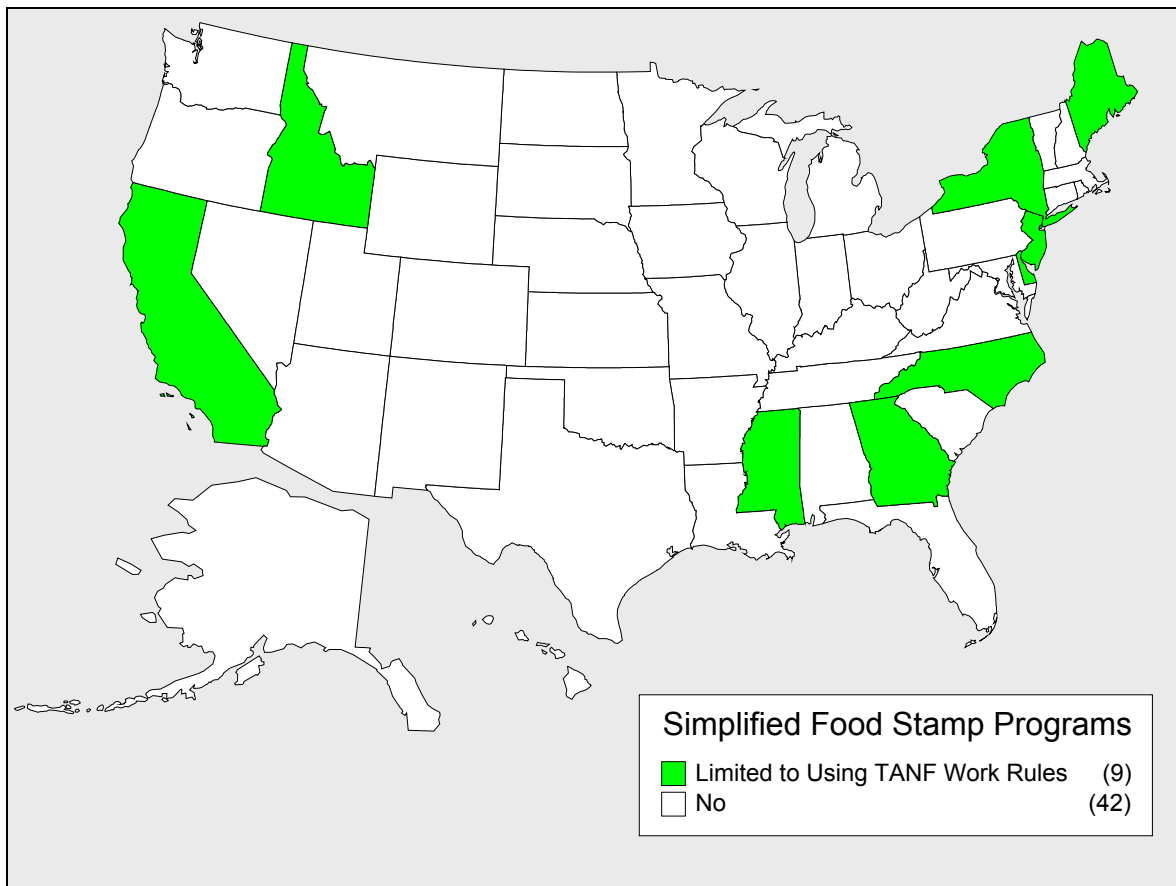 Simplified Food Stamp Programs
Limited to Using TANF Work Rules (9)
No (42)